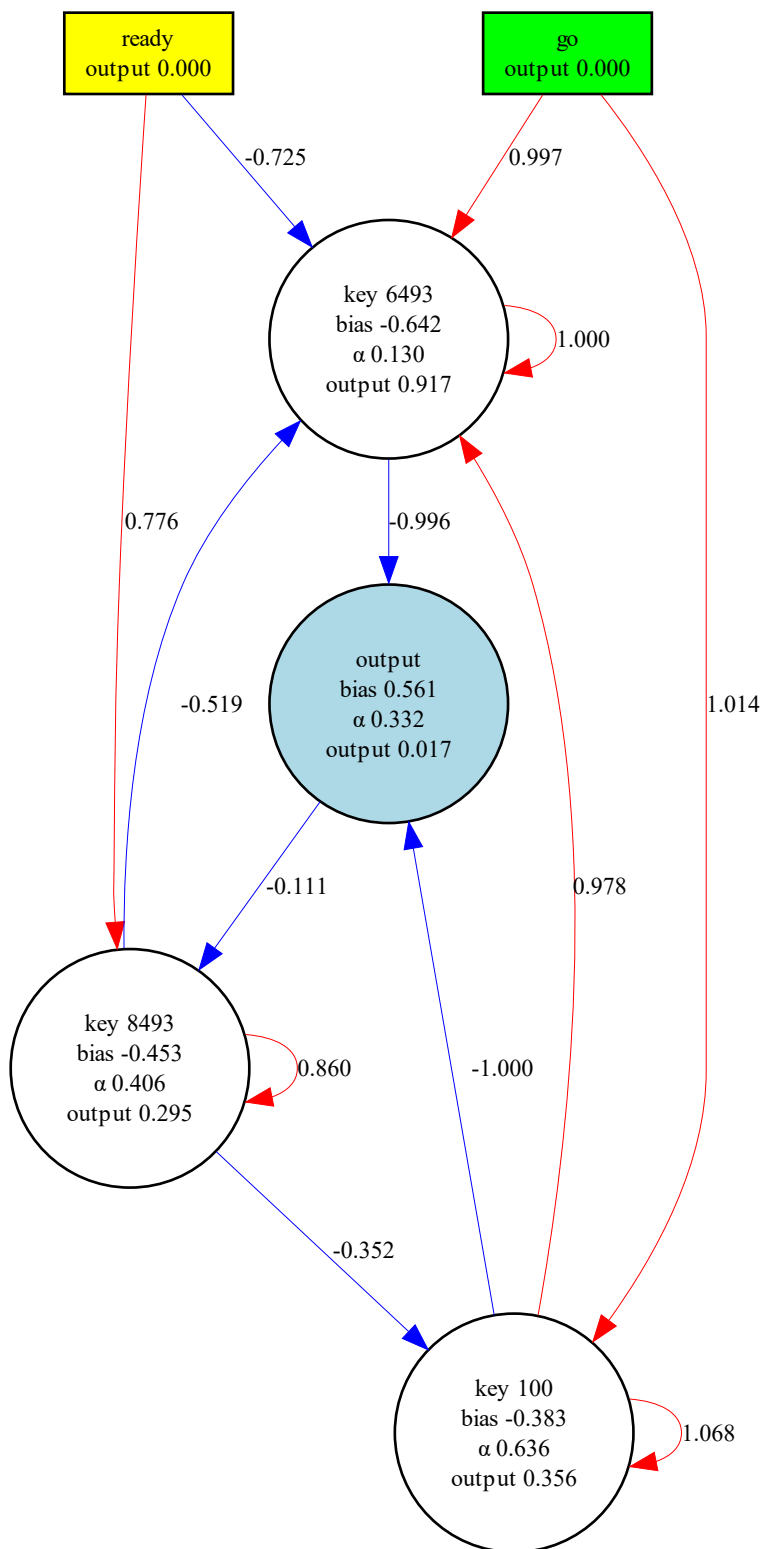 ready
output 0.000
go
output 0.000
-0.725
0.997
key 6493
bias -0.642
α 0.130
output 0.917
1.000
0.776
-0.996
output
bias 0.561
α 0.332
output 0.017
-0.519
1.014
-0.111
0.978
key 8493
bias -0.453
α 0.406
output 0.295
0.860
-1.000
-0.352
key 100
bias -0.383
α 0.636
output 0.356
1.068